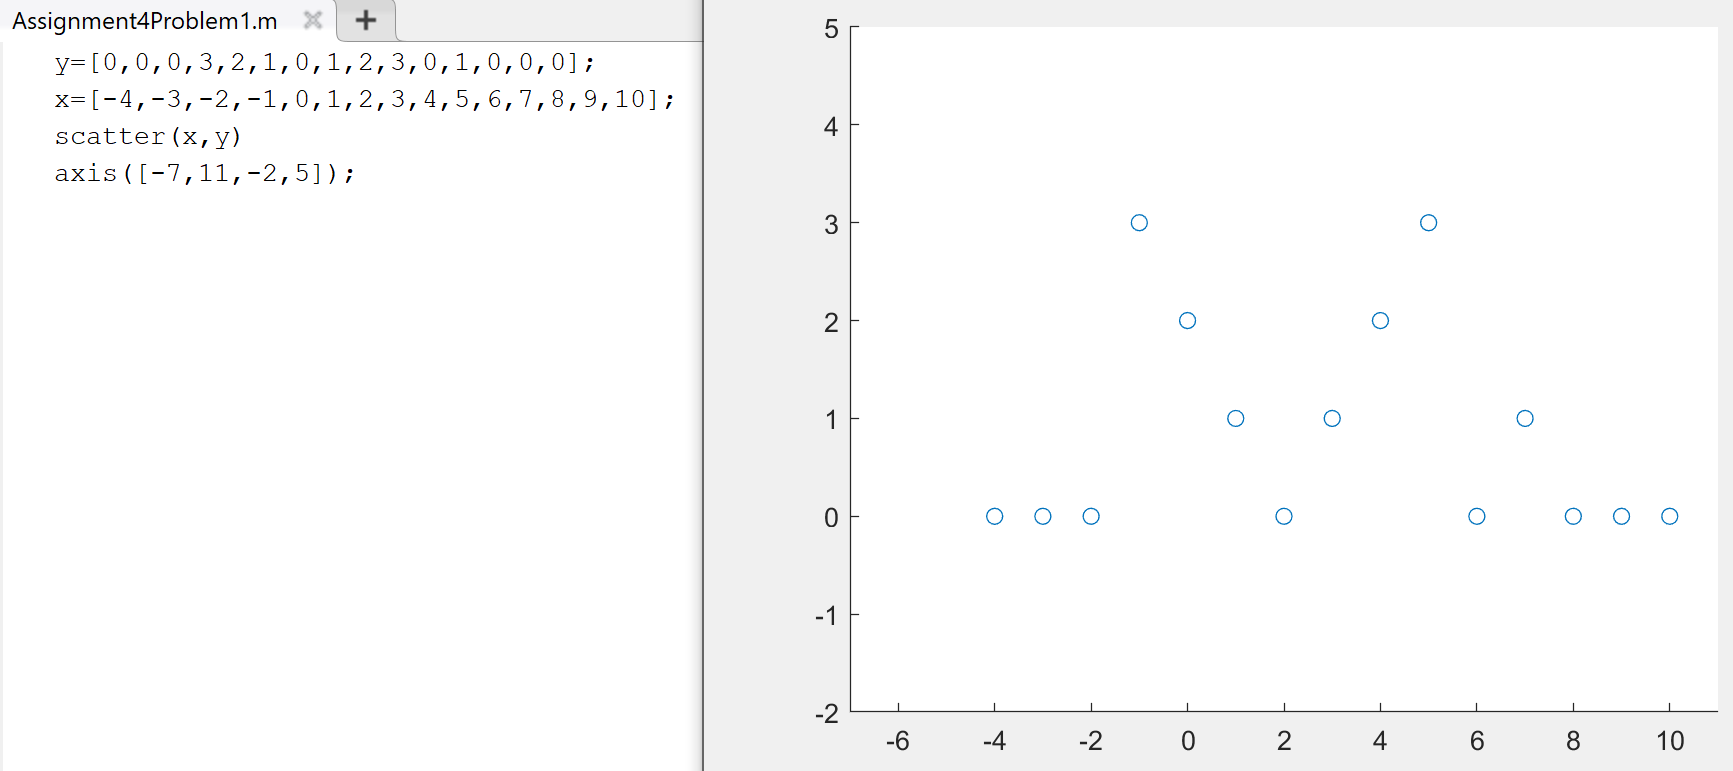 Assignment4Problem1.m
y=[0,0,0,3,2,1,0,1,2,3,0,1,0,0,0];
x=[-4,-3,-2,-1,0,1,2,3,4,5,6,7,8,9,10];
scatter(x,y)
axis([-7,11,-2,5]);
5
4
3
2
1
0
-1
-2
-6 -4 -2 0 2 4 6 8 10